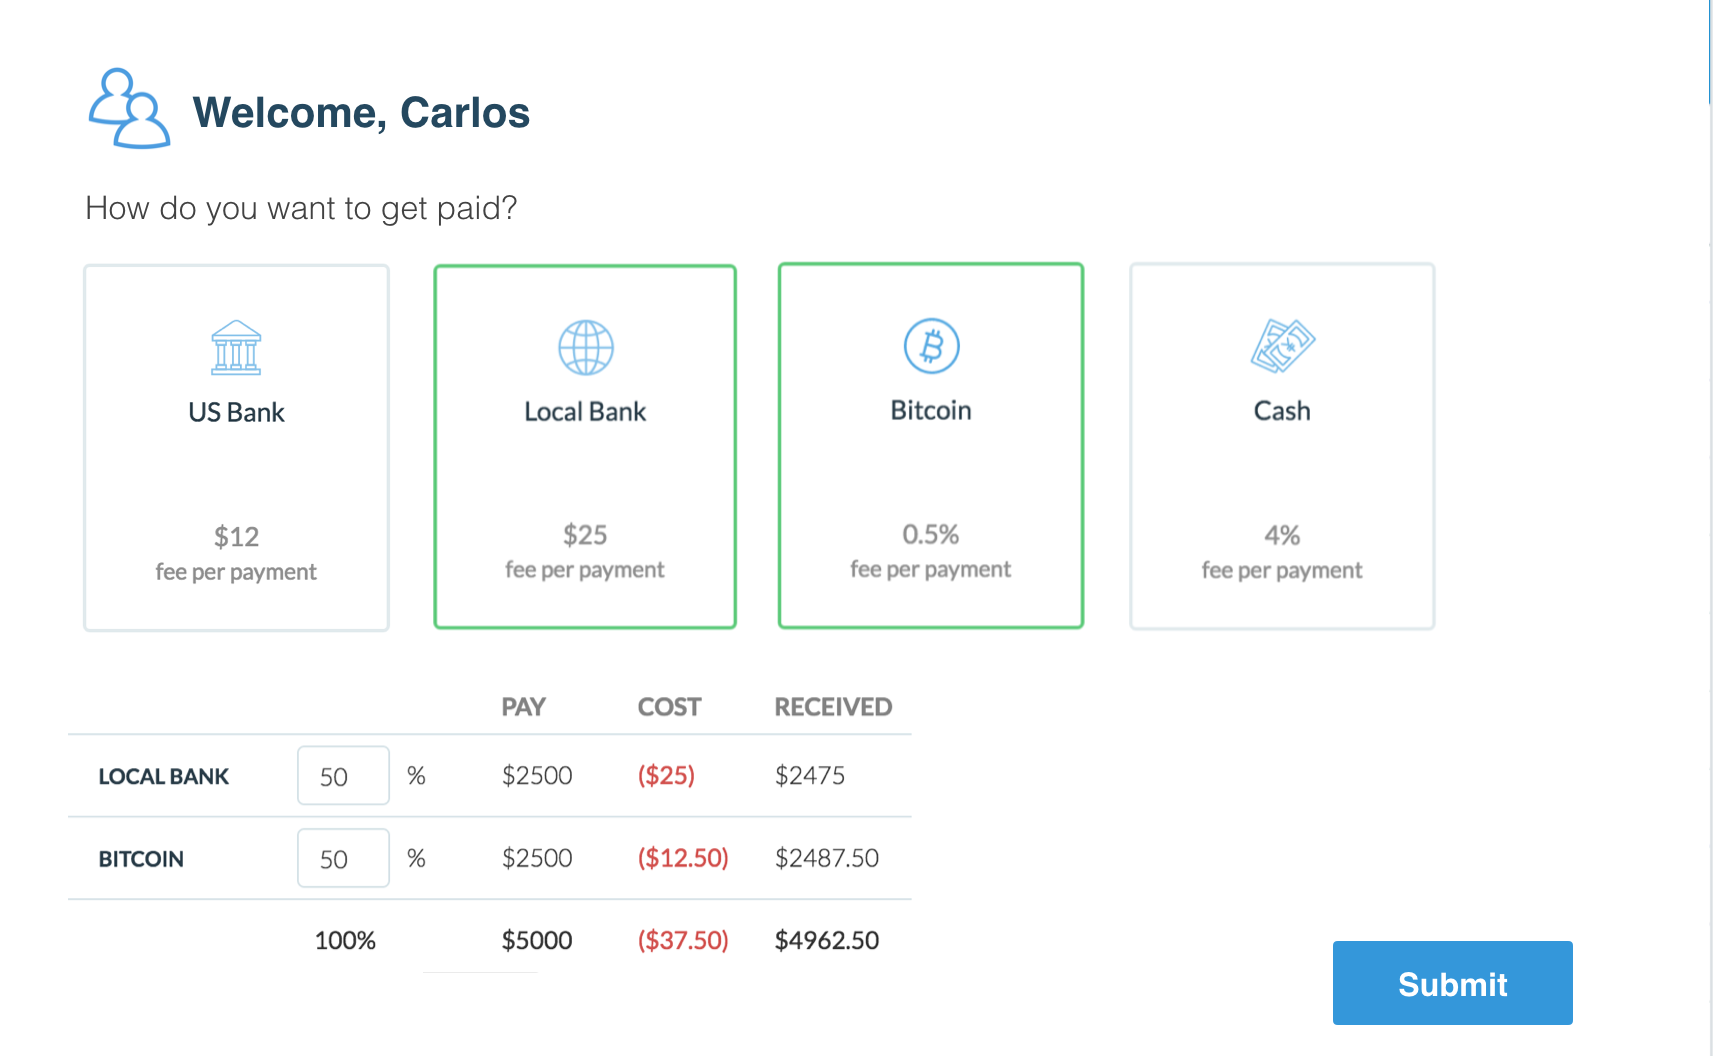 Welcome, Carlos
How do you want to get paid?
US Bank
$12
fee per payment
Local Bank
$25
fee per payment
Bitcoin
0.5%
fee per payment
Cash
4%
fee per payment
PAY COST RECEIVED
LOCAL BANK 50 % $2500 ($25) $2475
BITCOIN 50 % $2500 ($12.50) $2487.50
100% $5000 ($37.50) $4962.50
Submit